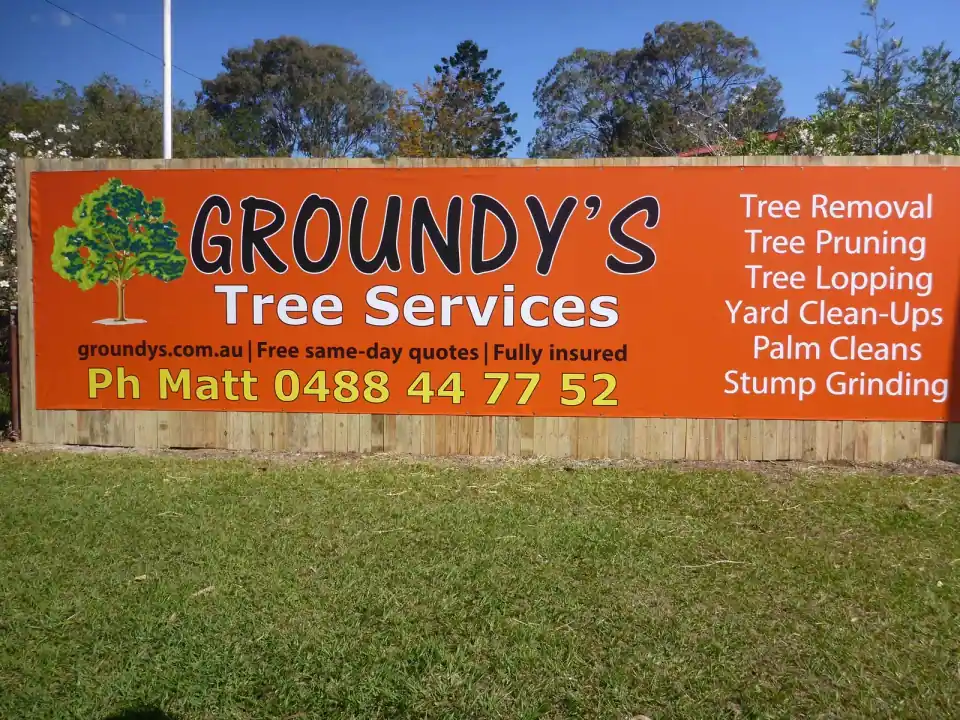 GROUNDY'S
Tree Services
groundys.com.au | Free same-day quotes | Fully insured
Ph Matt 0488 44 77 52
Tree Removal
Tree Pruning
Tree Lopping
Yard Clean-Ups
Palm Cleans
Stump Grinding